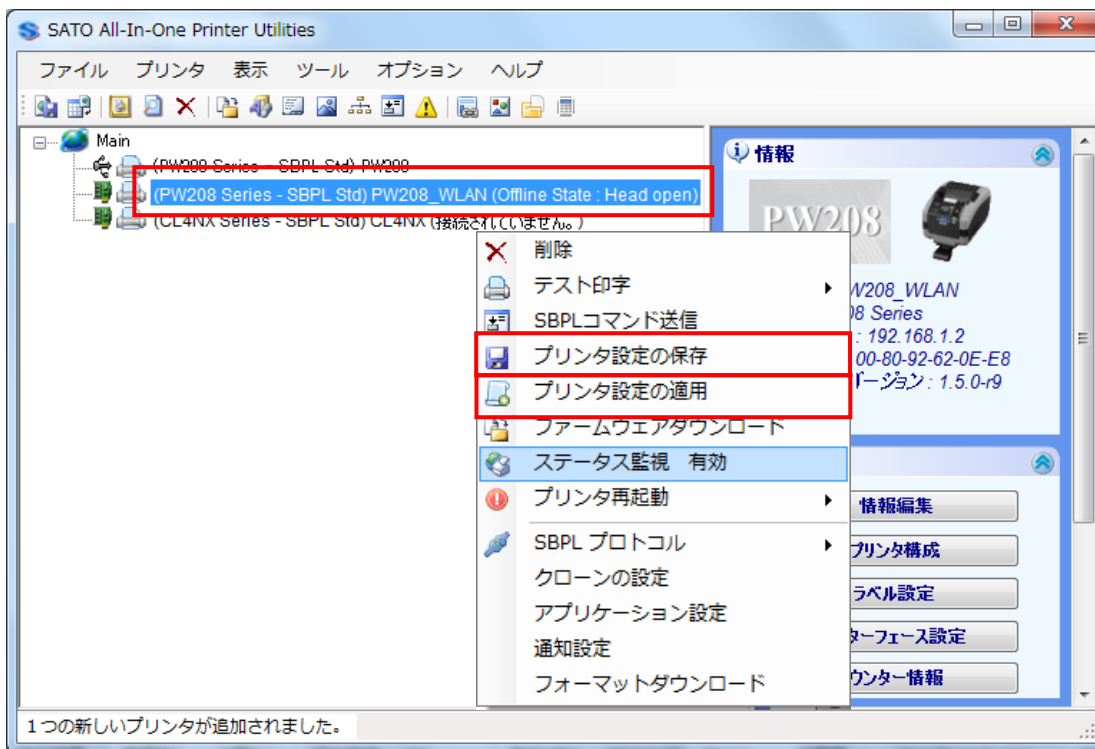 SATO All-In-One Printer Utilities
ファイル プリンタ 表示 ツール オプション ヘルプ
Main
(PW208 Series - SBPL Std) PW208
(PW208 Series - SBPL Std) PW208_WLAN (Offline State : Head open)
(CL4NX Series - SBPL Std) CL4NX (接続されていません。)
削除
テスト印字
SBPLコマンド送信
プリンタ設定の保存
プリンタ設定の適用
ファームウェアダウンロード
ステータス監視 有効
プリンタ再起動
SBPL プロトコル
クローンの設定
アプリケーション設定
通知設定
フォーマットダウンロード
情報
PW208
W208_WLAN
08 Series
: 192.168.1.2
00-80-92-62-0E-E8
バージョン : 1.5.0-r9
情報編集
プリンタ構成
ラベル設定
ターフェース設定
ウンター情報
1つの新しいプリンタが追加されました。